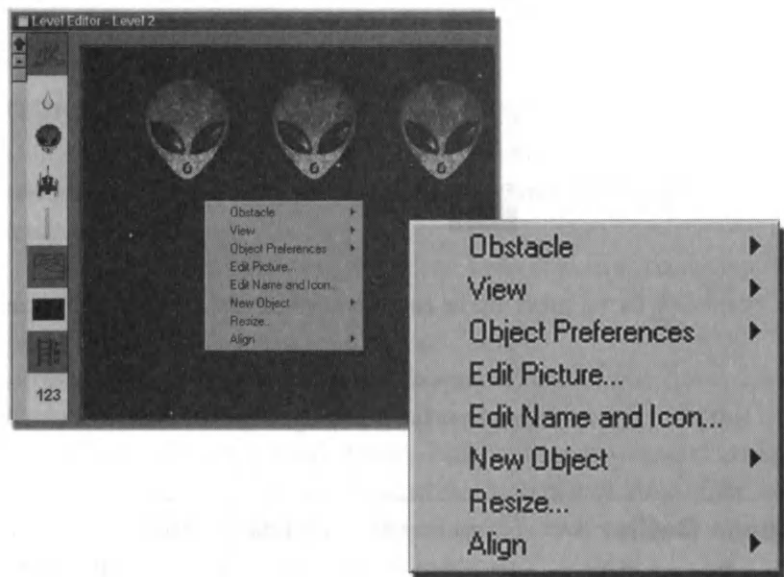 Level Editor - Level 2
Obstacle
View
Object Preferences
Edit Picture...
Edit Name and Icon...
New Object
Resize...
Align
123
Obstacle
View
Object Preferences
Edit Picture...
Edit Name and Icon...
New Object
Resize...
Align